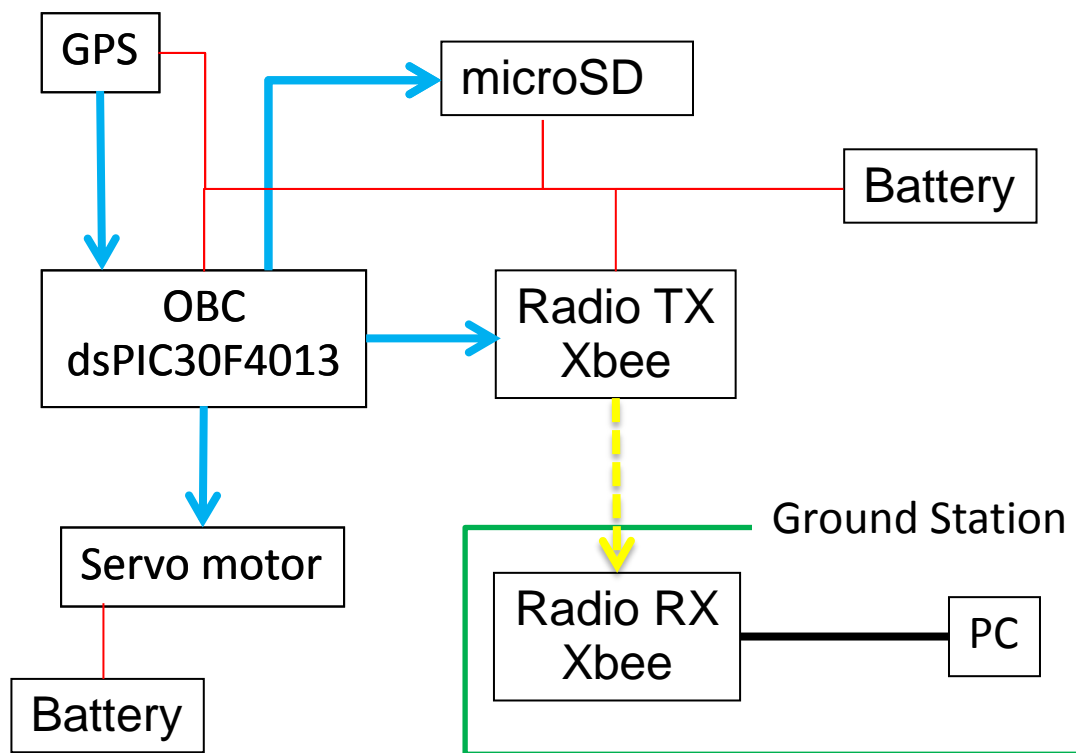 GPS
microSD
Battery
OBC
dsPIC30F4013
Radio TX
Xbee
Ground Station
Servo motor
Radio RX
Xbee
PC
Battery